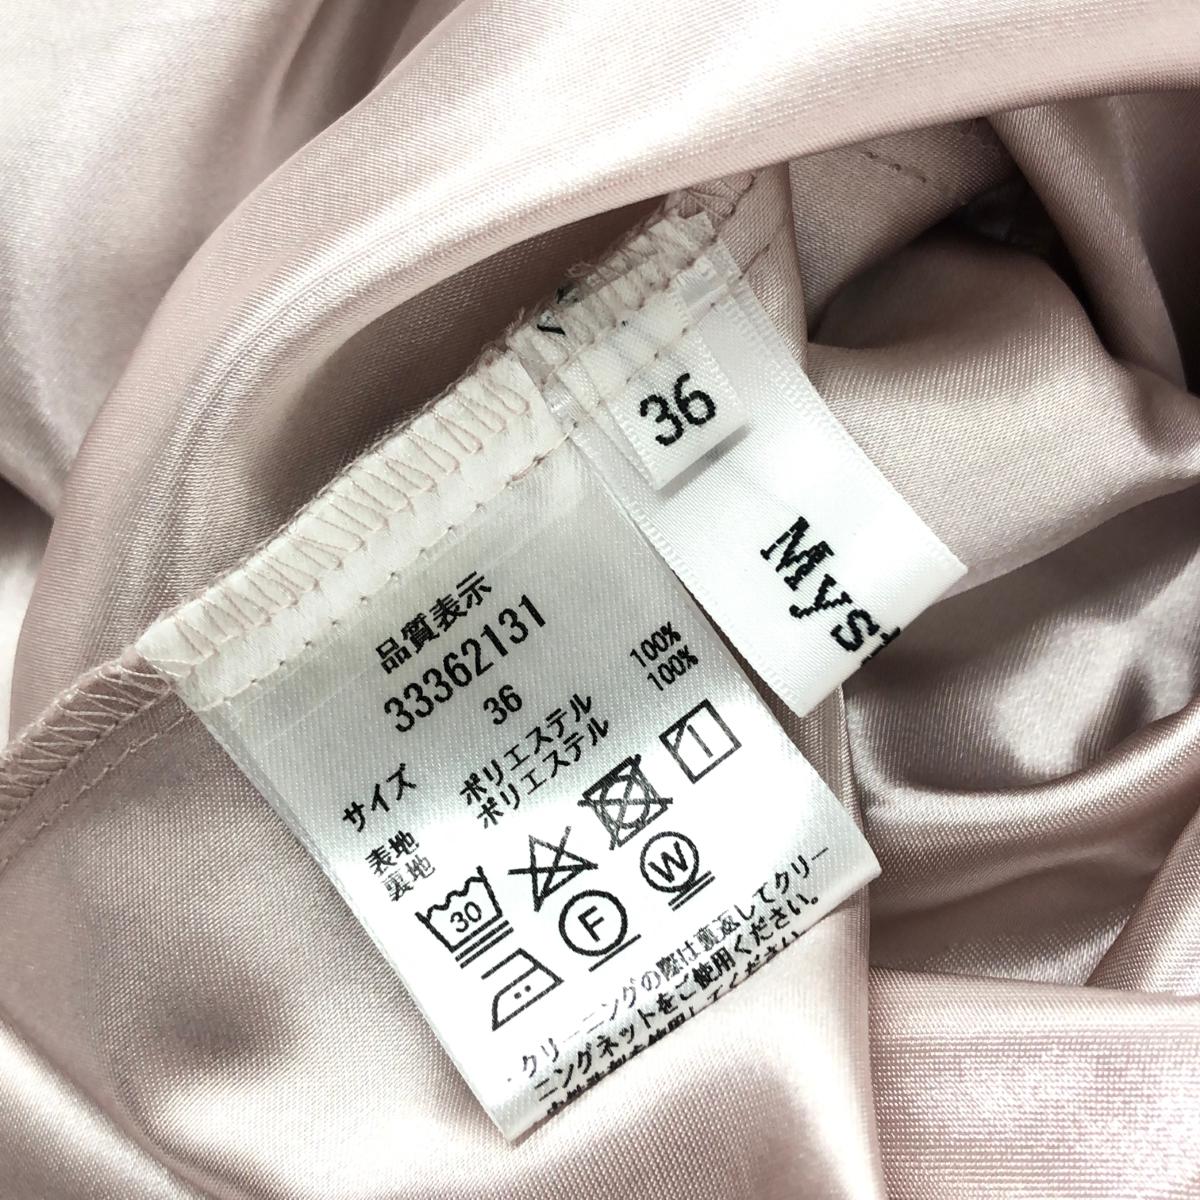 36
Mys
品質表示
33362131
サイズ 36
表地 ポリエステル 100%
裏地 ポリエステル 100%
30
F
W
1
クリーニングの際は裏返してクリー
ニングネットをご使用ください。